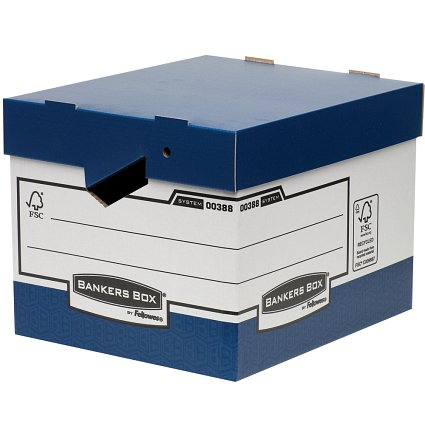 SYSTEM 00388
00388 SYSTEM
FSC
FSC
RECYCLED
BANKERS BOX
BY Fellowes®
BANKERS BOX
BY Fellowes